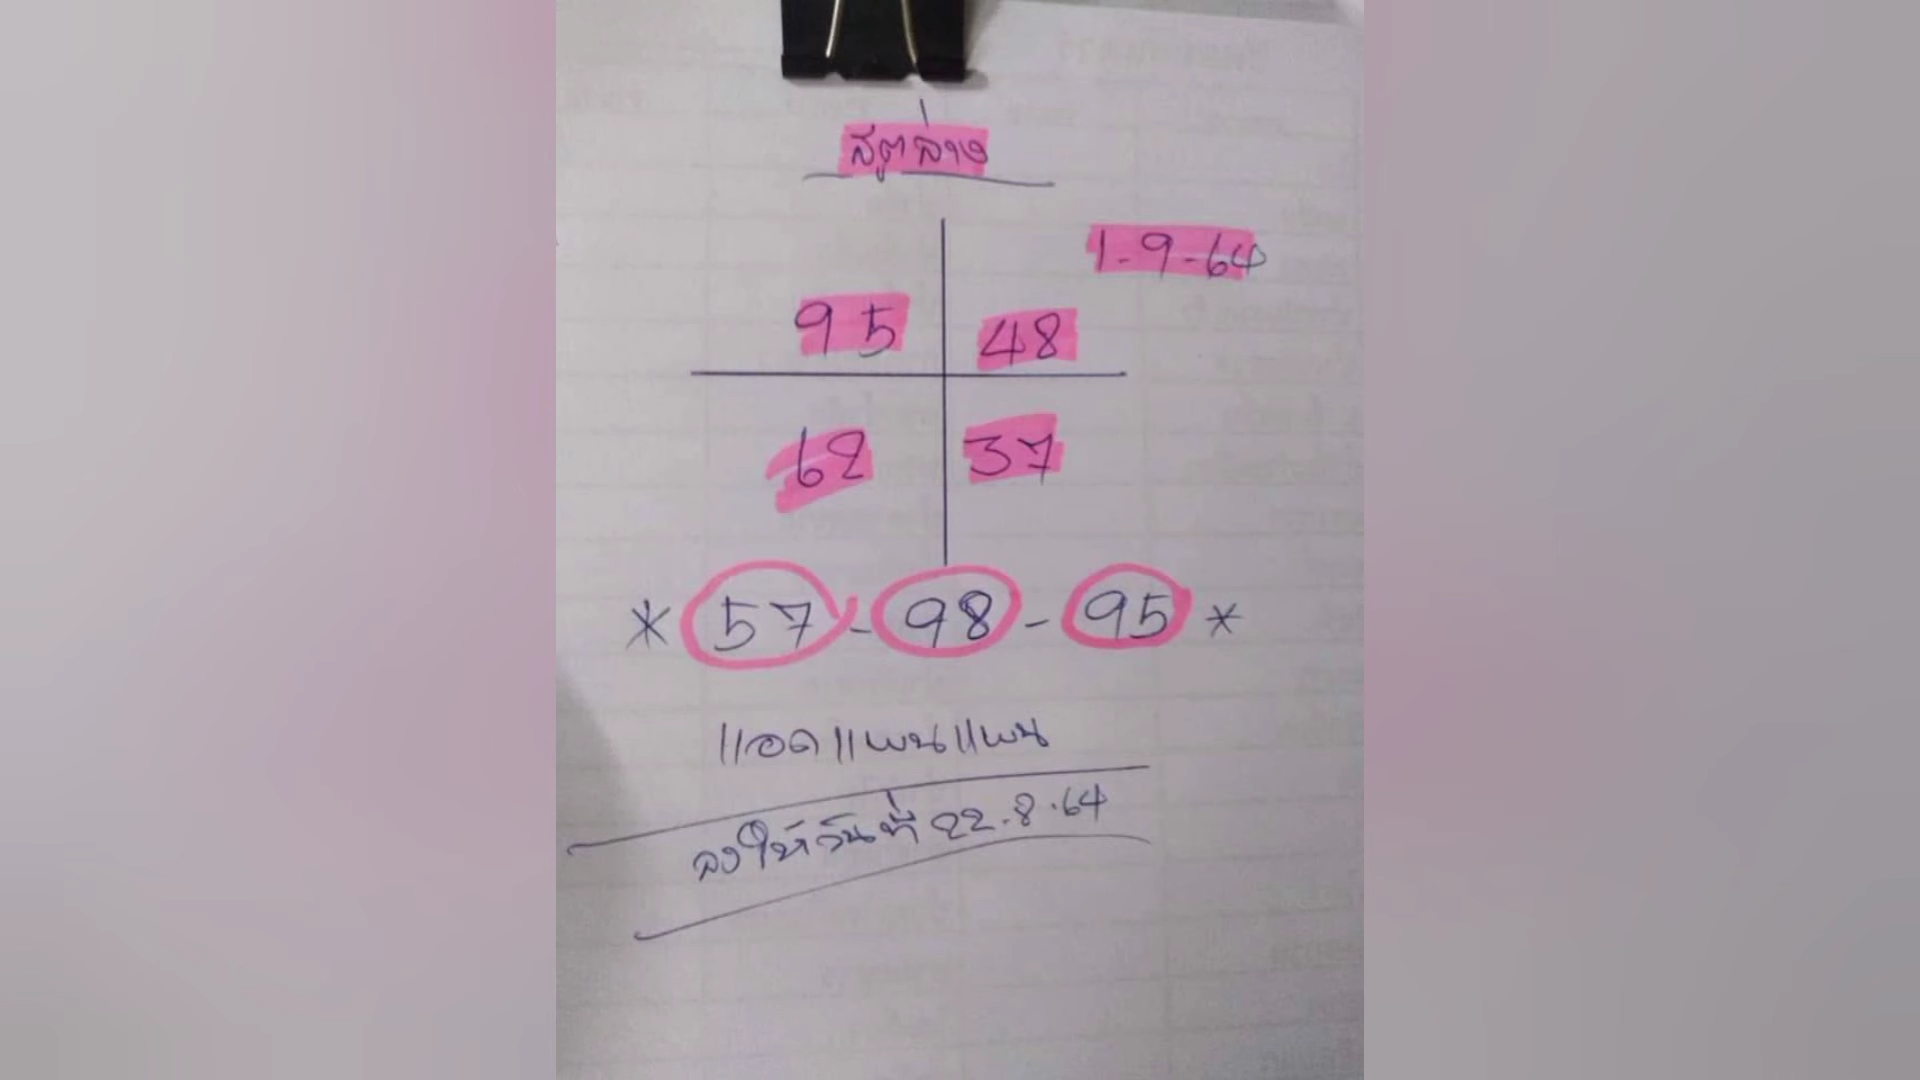 สูตรล่าง
1-9-64
95 48
62 37
* 57 - 98 - 95 *
แอดแพนแพน
ลงให้วันที่ 22.8.64